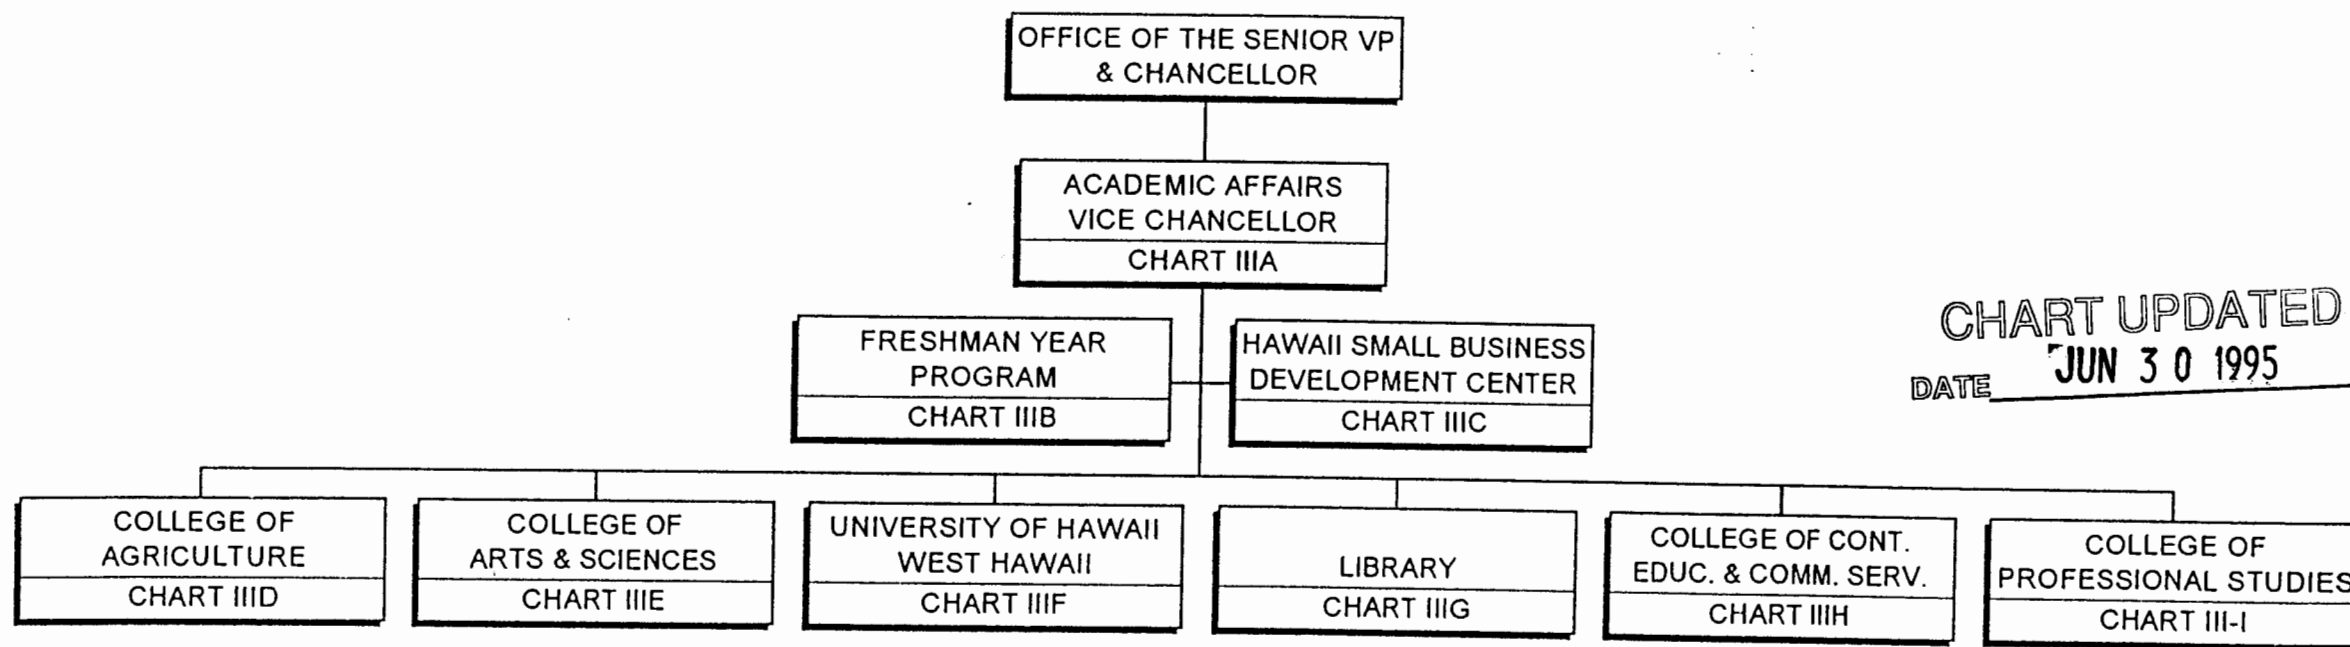 OFFICE OF THE SENIOR VP
& CHANCELLOR
ACADEMIC AFFAIRS
VICE CHANCELLOR
CHART IIIA
FRESHMAN YEAR
PROGRAM
CHART IIIB
HAWAII SMALL BUSINESS
DEVELOPMENT CENTER
CHART IIIC
CHART UPDATED
DATE JUN 30 1995
COLLEGE OF
AGRICULTURE
CHART IIID
COLLEGE OF
ARTS & SCIENCES
CHART IIIE
UNIVERSITY OF HAWAII
WEST HAWAII
CHART IIIF
LIBRARY
CHART IIIG
COLLEGE OF CONT.
EDUC. & COMM. SERV.
CHART IIIH
COLLEGE OF
PROFESSIONAL STUDIES
CHART III-I